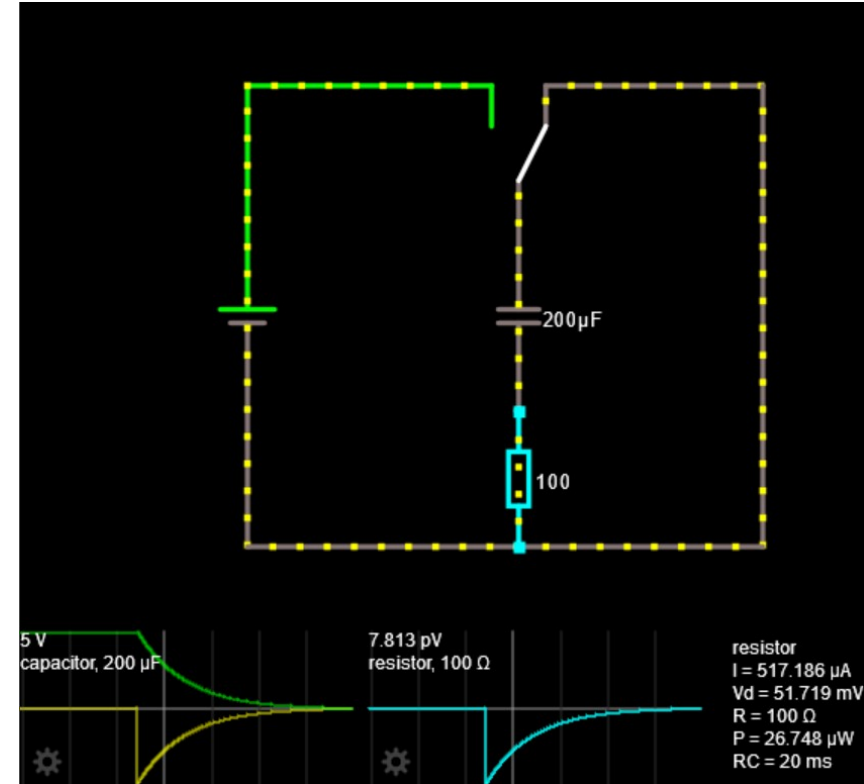 200µF
100
5 V
capacitor, 200 µF
7.813 pV
resistor, 100 Ω
resistor
I = 517.186 µA
Vd = 51.719 mV
R = 100 Ω
P = 26.748 µW
RC = 20 ms